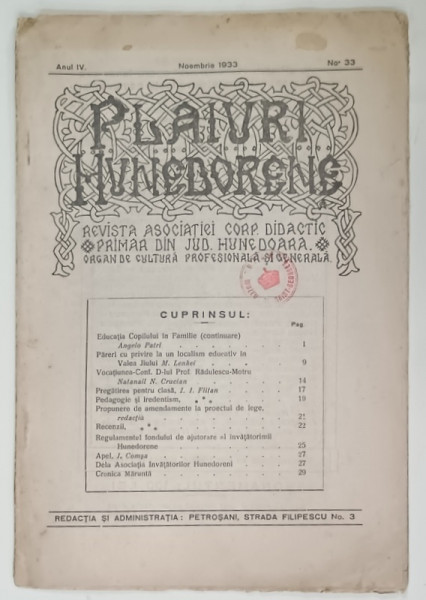 Anul IV.
Noembrie 1933
No. 33
PLAIURI
HUNEDORENE
REVISTA ASOCIAȚIEI CORP. DIDACTIC
PRIMAR DIN JUD. HUNEDOARA.
ORGAN DE CULTURĂ PROFESIONALĂ ȘI GENERALĂ
CUPRINSUL:
Pag
Educația Copilului în Familie (continuare)
Angelo Patri . . . . . . 1
Păreri cu privire la un localism educativ în
Valea Jiului M. Lenhel . . . 9
Vocațiunea-Conf. D-lui Prof. Rădulescu-Motru
Natanail N. Crucian . . . 14
Pregătirea pentru clasă, I. I. Flitan . . . 17
Pedagogie și Iredentism, * * * . . . 19
Propunere de amendamente la proectul de lege,
redacția . . . . . . 21
Recenzii, * * * . . . . . . 22
Regulamentul fondului de ajutorare al învățătorimii
Hunedorene . . . . . . 25
Apel, J. Comșa . . . . . . 27
Dela Asociația Învățătorilor Hunedoreni . . . 27
Cronica Măruntă . . . . . . 29
REDACȚIA ȘI ADMINISTRAȚIA: PETROȘANI, STRADA FILIPESCU No. 3